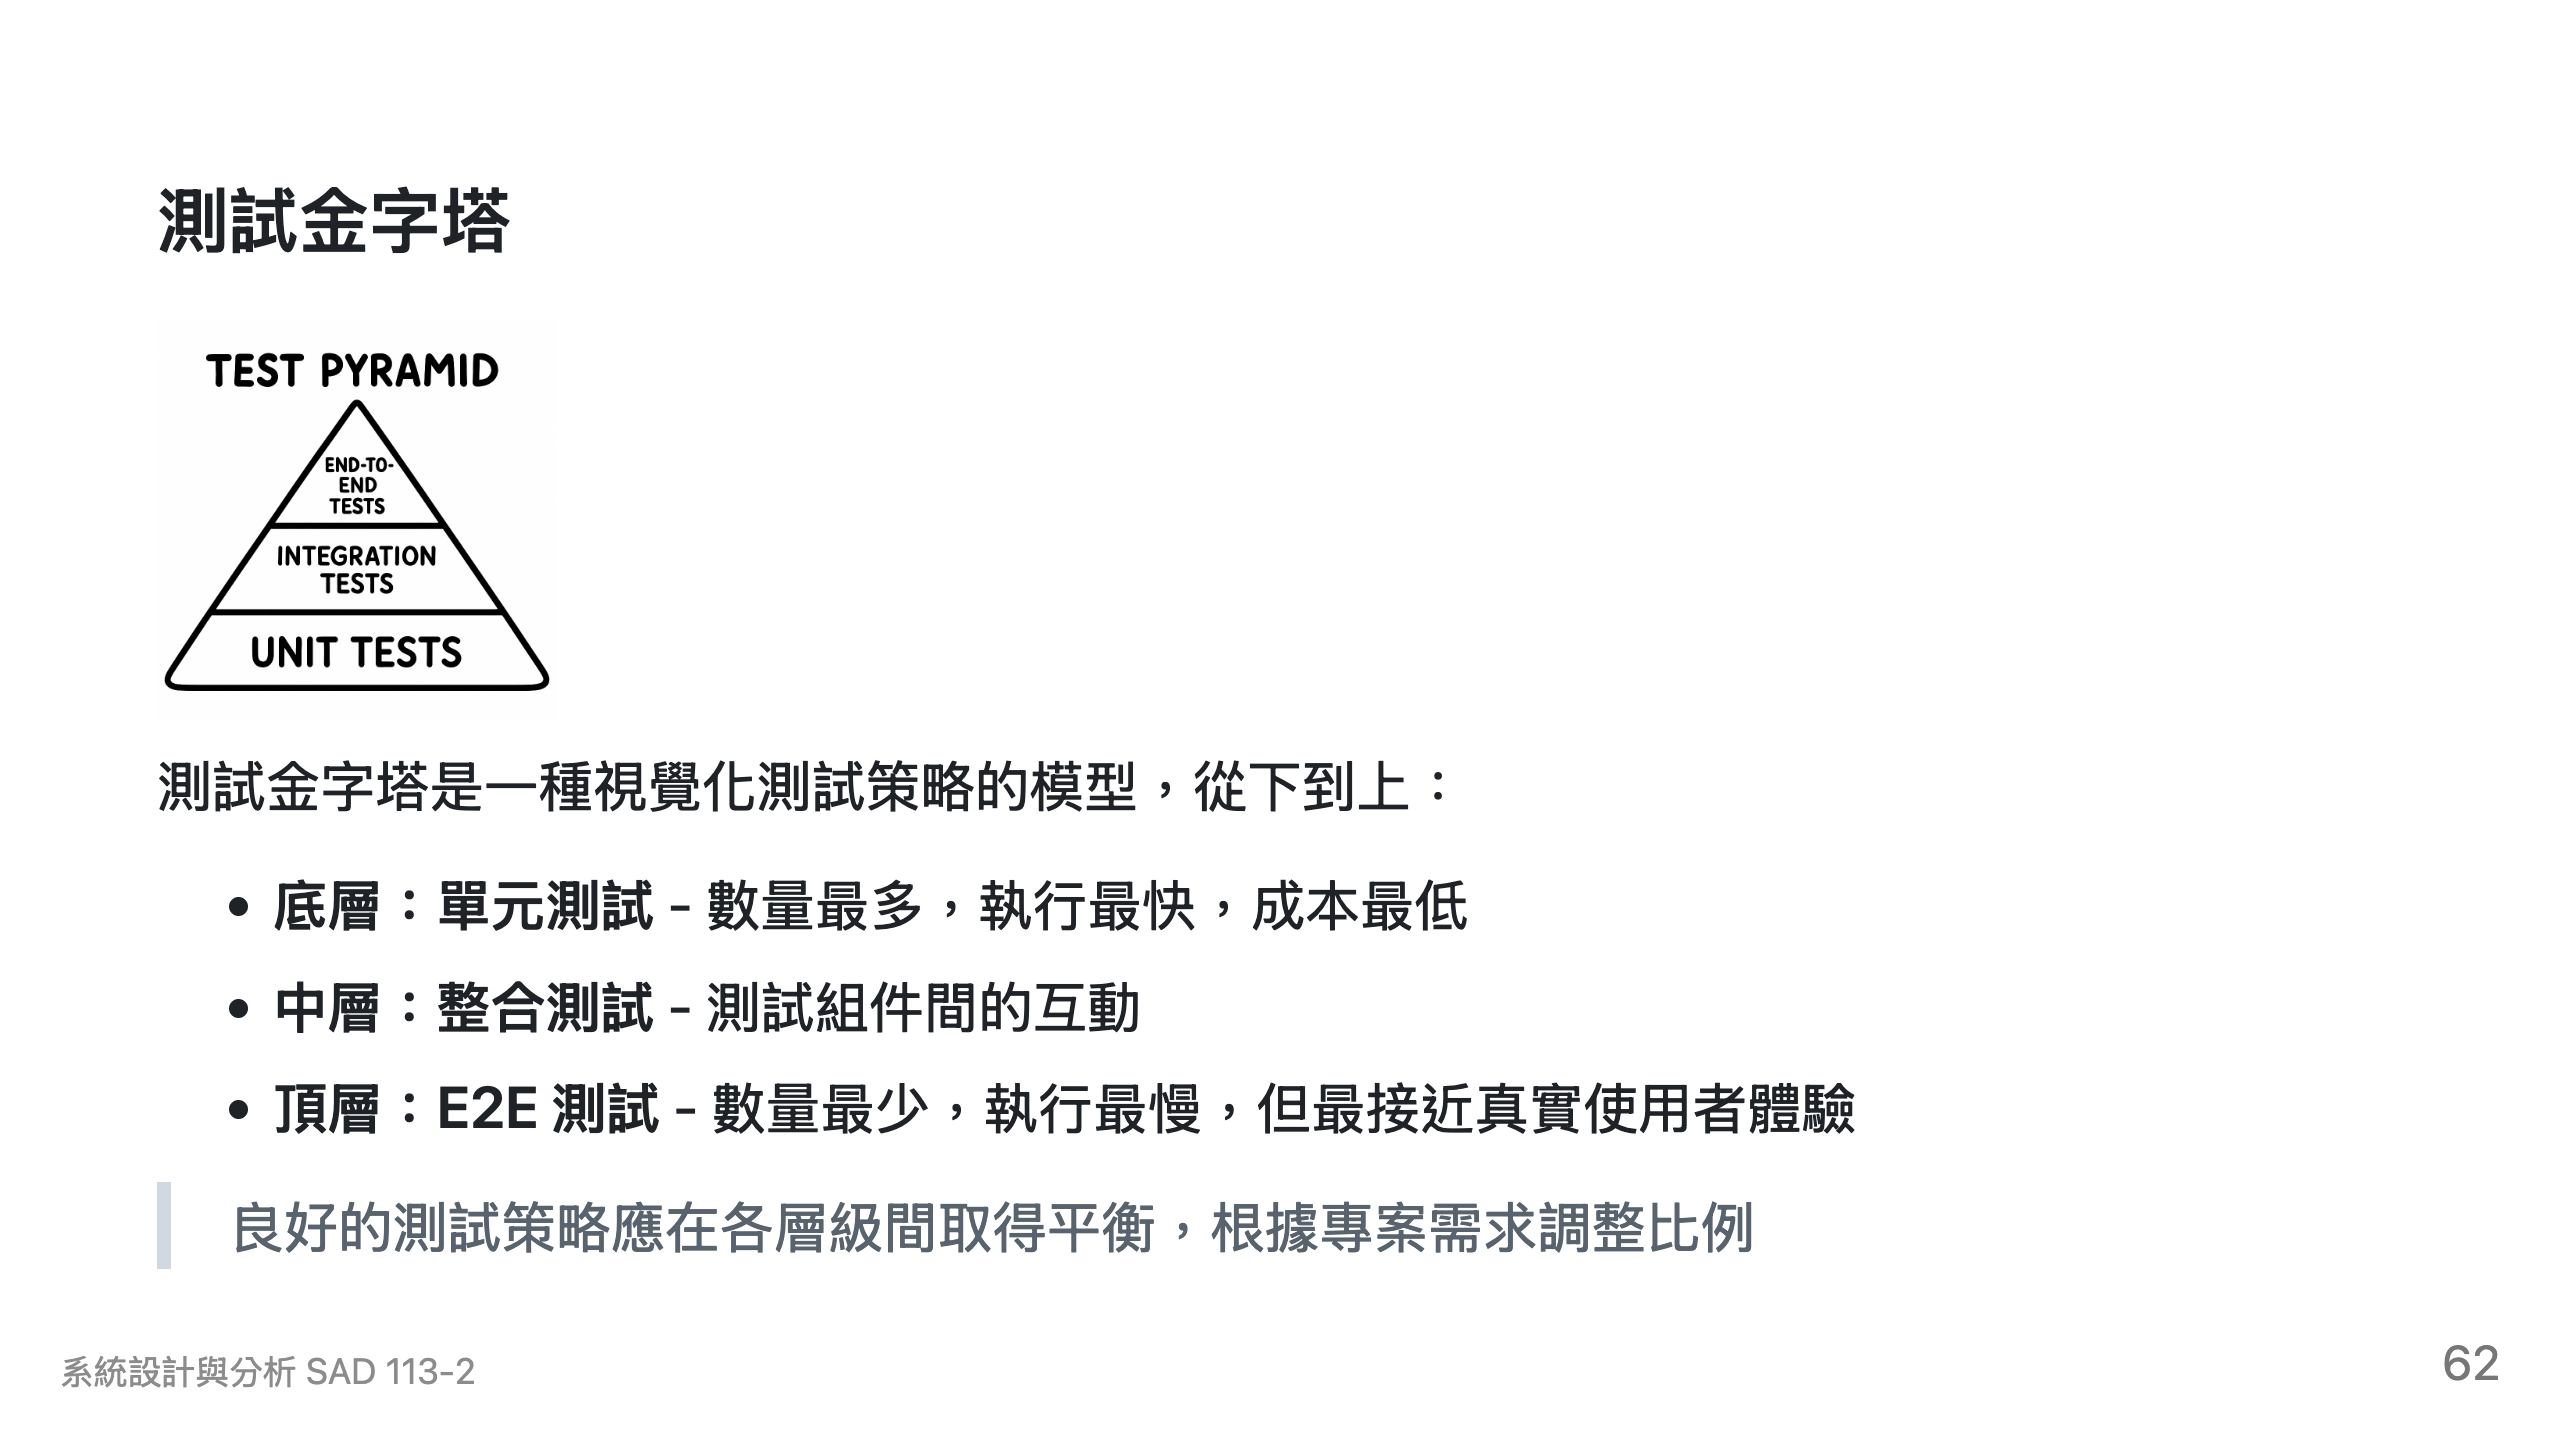 測試金字塔
TEST PYRAMID
END-TO-
END
TESTS
INTEGRATION
TESTS
UNIT TESTS
測試金字塔是一種視覺化測試策略的模型，從下到上：
• 底層：單元測試 - 數量最多，執行最快，成本最低
• 中層：整合測試 - 測試組件間的互動
• 頂層：E2E 測試 - 數量最少，執行最慢，但最接近真實使用者體驗
良好的測試策略應在各層級間取得平衡，根據專案需求調整比例
系統設計與分析 SAD 113-2
62